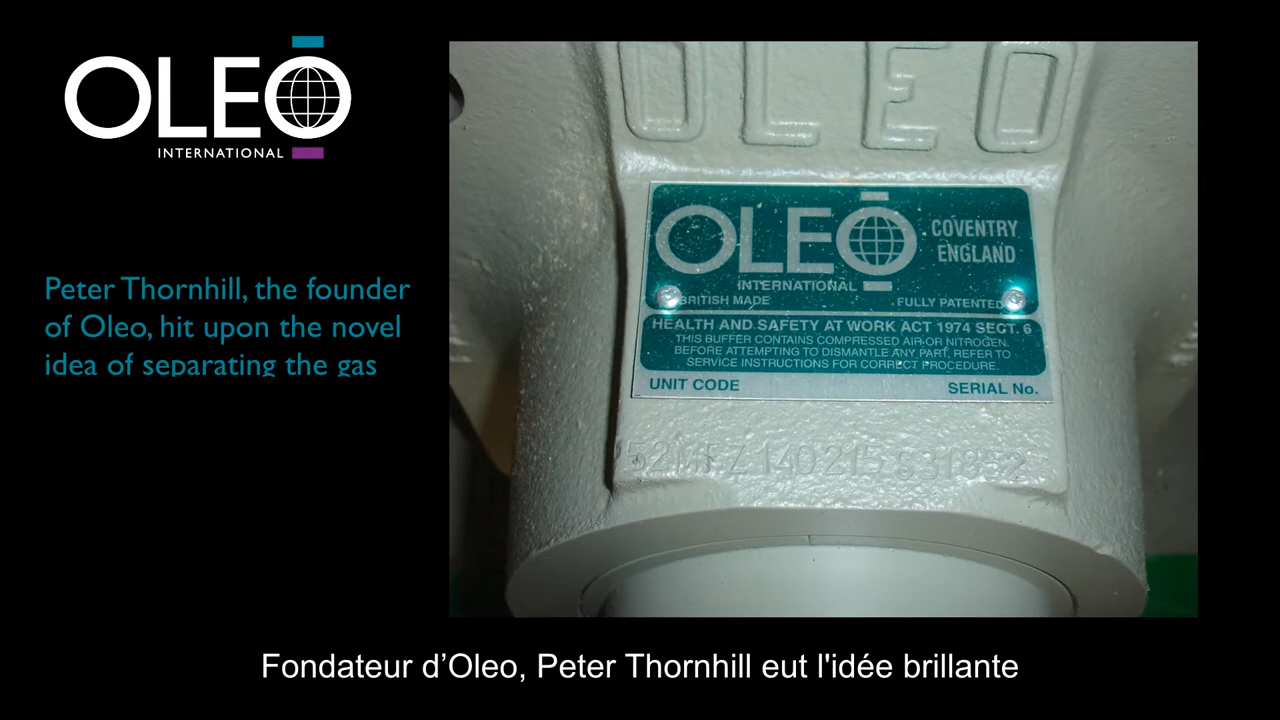 OLEO
INTERNATIONAL
Peter Thornhill, the founder
of Oleo, hit upon the novel
idea of separating the gas
OLEO
OLEO
COVENTRY
ENGLAND
INTERNATIONAL
BRITISH MADE
FULLY PATENTED
HEALTH AND SAFETY AT WORK ACT 1974 SECT. 6
THIS BUFFER CONTAINS COMPRESSED AIR OR NITROGEN.
BEFORE ATTEMPTING TO DISMANTLE ANY PART, REFER TO
SERVICE INSTRUCTIONS FOR CORRECT PROCEDURE.
UNIT CODE
SERIAL No.
52MFZ140215 931852
Fondateur d’Oleo, Peter Thornhill eut l'idée brillante